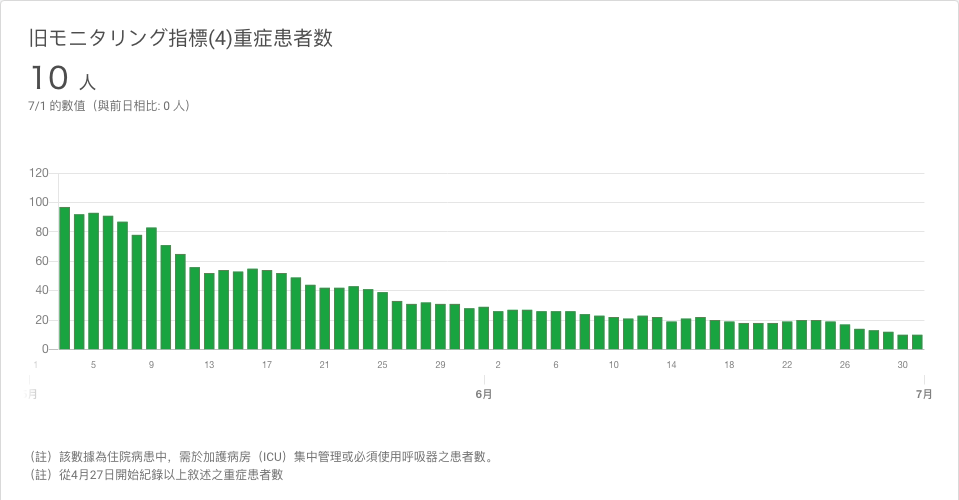 旧モニタリング指標(4)重症患者数
10 人
7/1 的數值（與前日相比: 0 人）
120
100
80
60
40
20
0
1 5 9 13 17 21 25 29 2 6 10 14 18 22 26 30
月 6月 7月
（註）該數據為住院病患中，需於加護病房（ICU）集中管理或必須使用呼吸器之患者數。
（註）從4月27日開始紀錄以上敘述之重症患者數